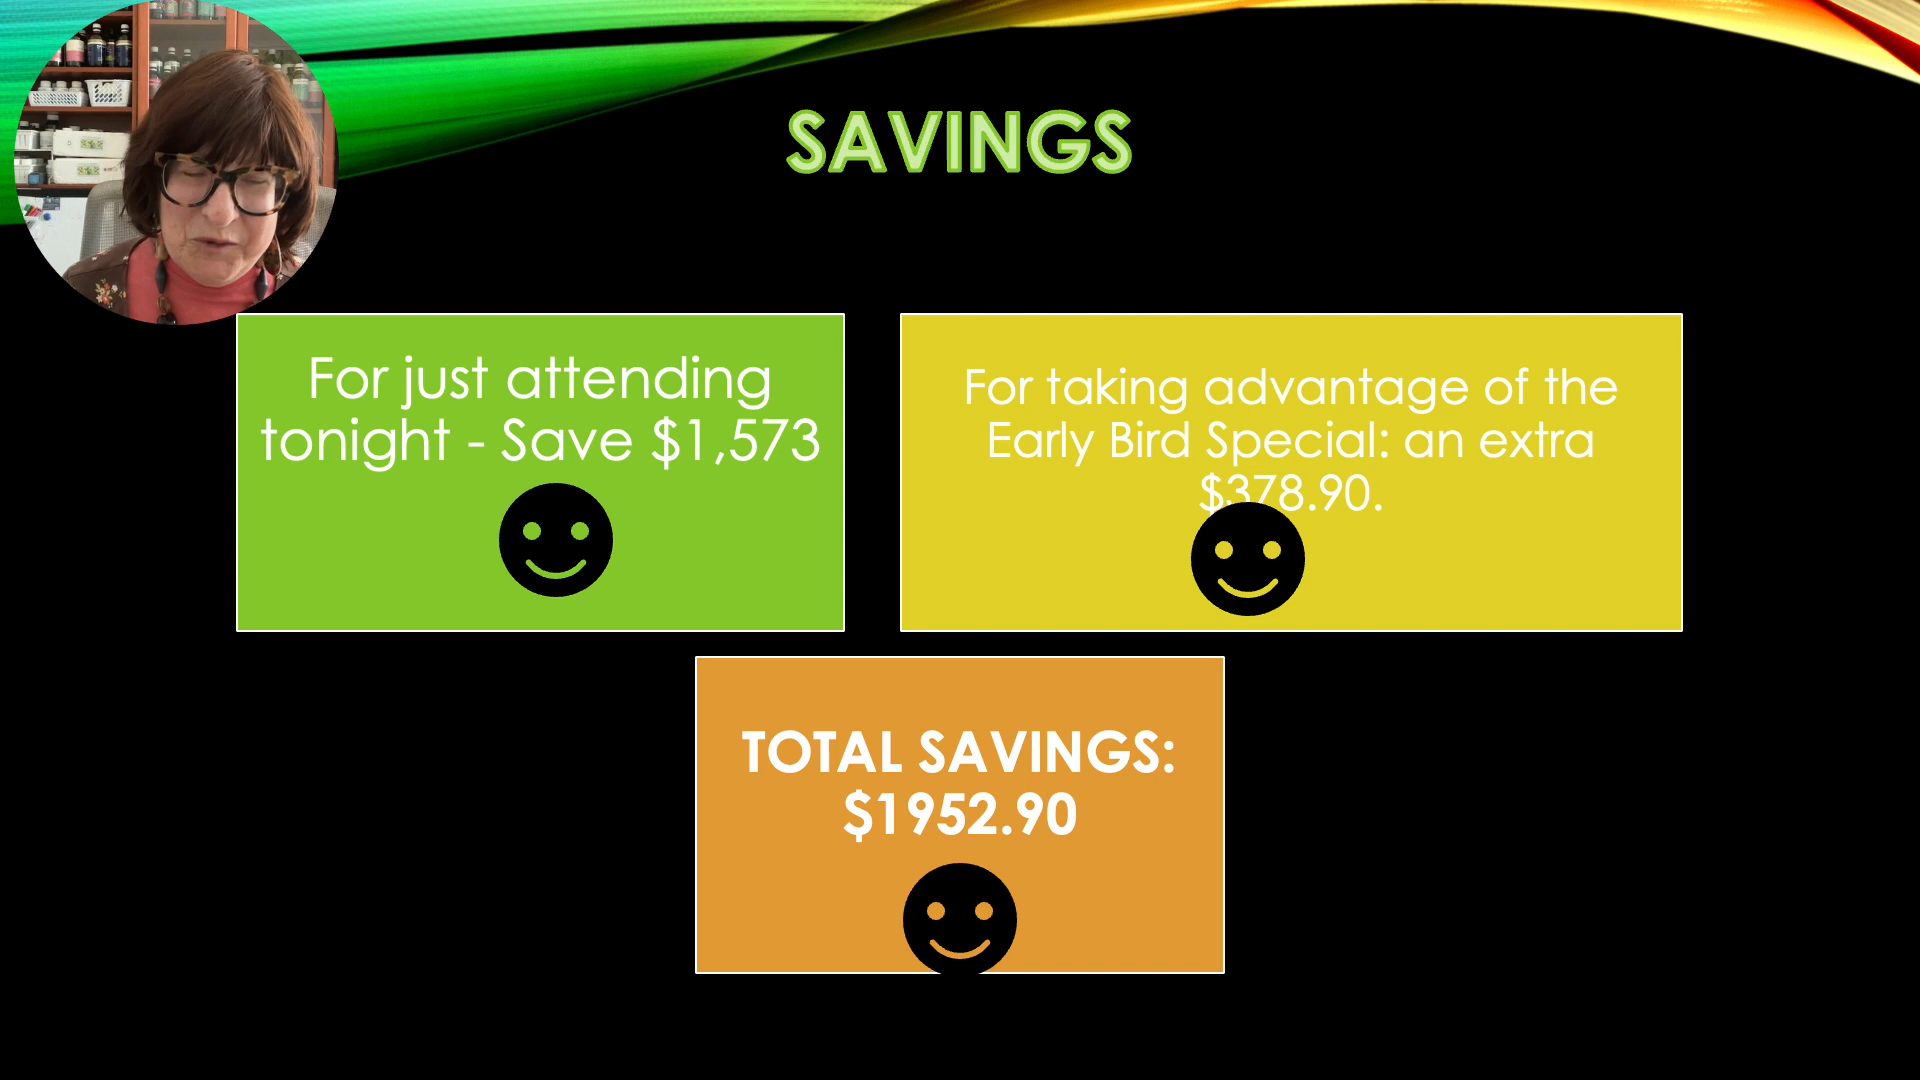 SAVINGS
For just attending
tonight - Save $1,573
For taking advantage of the
Early Bird Special: an extra
$378.90.
TOTAL SAVINGS:
$1952.90